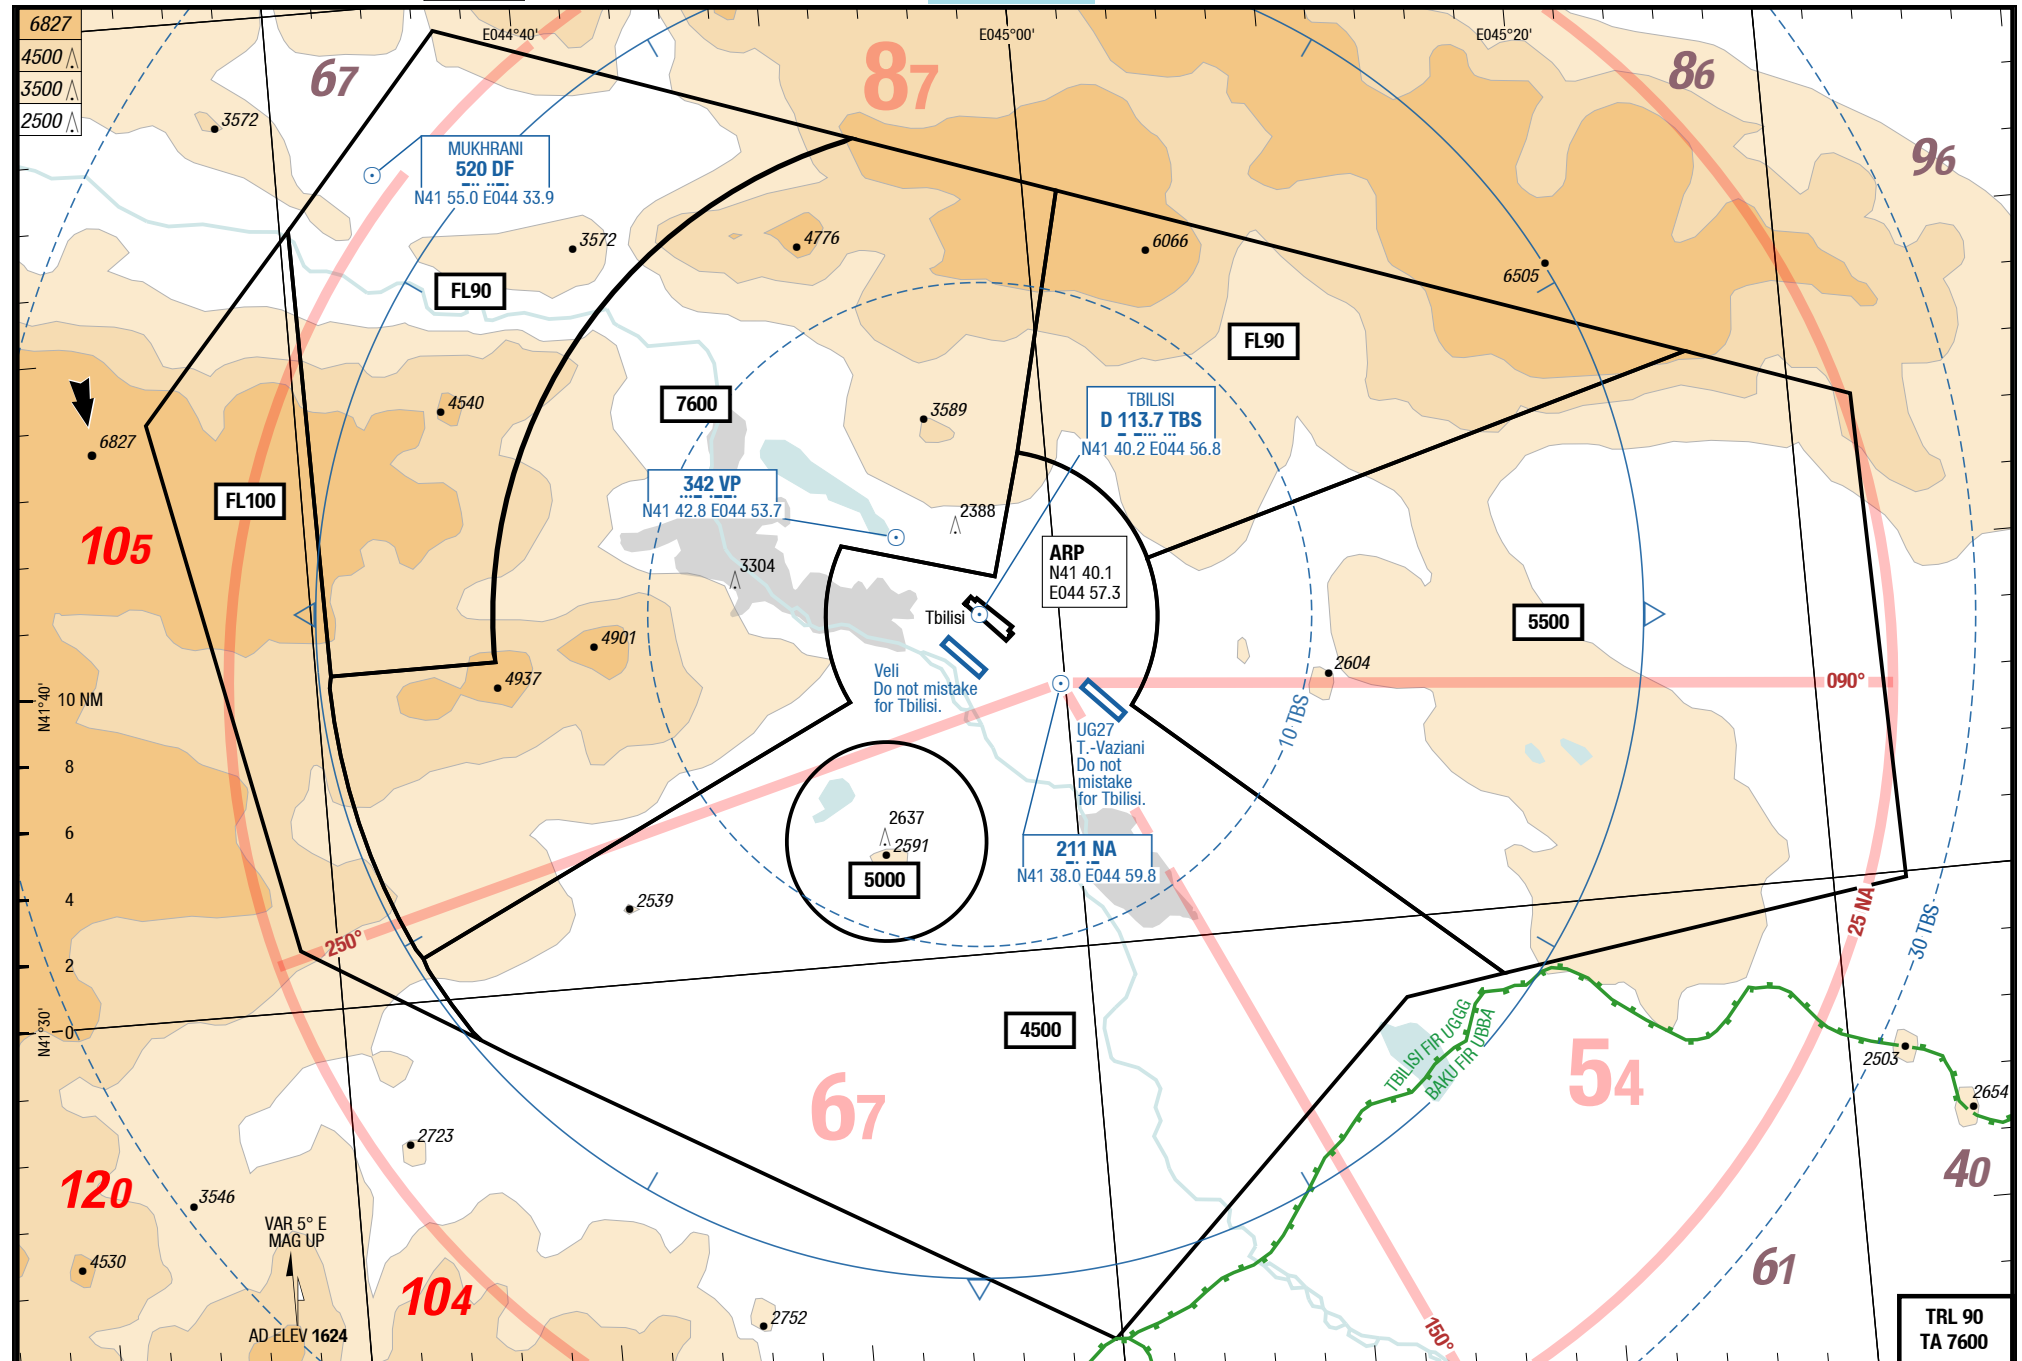 6827
4500
3500
2500
E044°40'
E045°00'
E045°20'
67
87
86
96
3572
MUKHRANI
520 DF
N41 55.0 E044 33.9
3572
4776
6066
6505
FL90
FL90
7600
4540
3589
6827
TBILISI
D 113.7 TBS
N41 40.2 E044 56.8
FL100
342 VP
N41 42.8 E044 53.7
2388
105
3304
ARP
N41 40.1
E044 57.3
Tbilisi
5500
4901
4937
2604
Veli
Do not mistake
for Tbilisi.
090°
N41°40'
10 NM
8
6
4
2
0
N41°30'
10 TBS
UG27
T.-Vaziani
Do not
mistake
for Tbilisi.
2637
2591
5000
211 NA
N41 38.0 E044 59.8
2539
250°
25 NA
30 TBS
4500
TBILISI FIR UGGG
BAKU FIR UBBA
54
67
2503
2654
2723
120
3546
40
VAR 5° E
MAG UP
4530
104
61
2752
150°
AD ELEV 1624
TRL 90
TA 7600